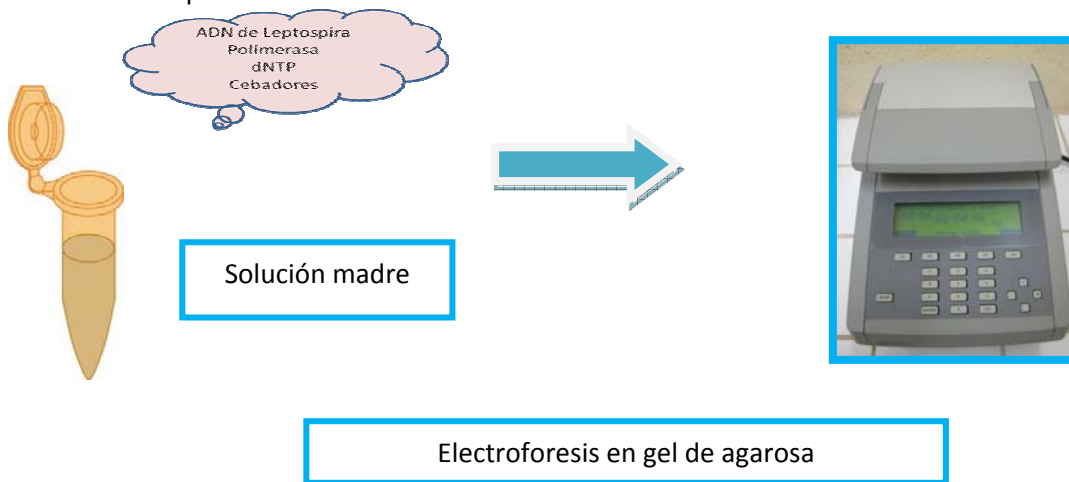 ADN de Leptospira
Polimerasa
dNTP
Cebadores
Solución madre
Electroforesis en gel de agarosa